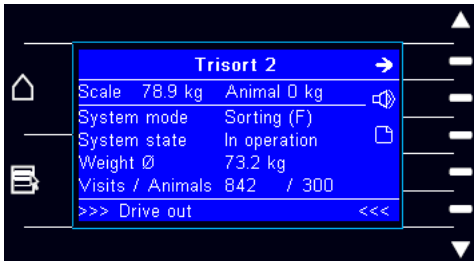 Trisort 2
Scale 78.9 kg Animal 0 kg
System mode Sorting (F)
System state In operation
Weight Ø 73.2 kg
Visits / Animals 842 / 300
>>> Drive out <<<